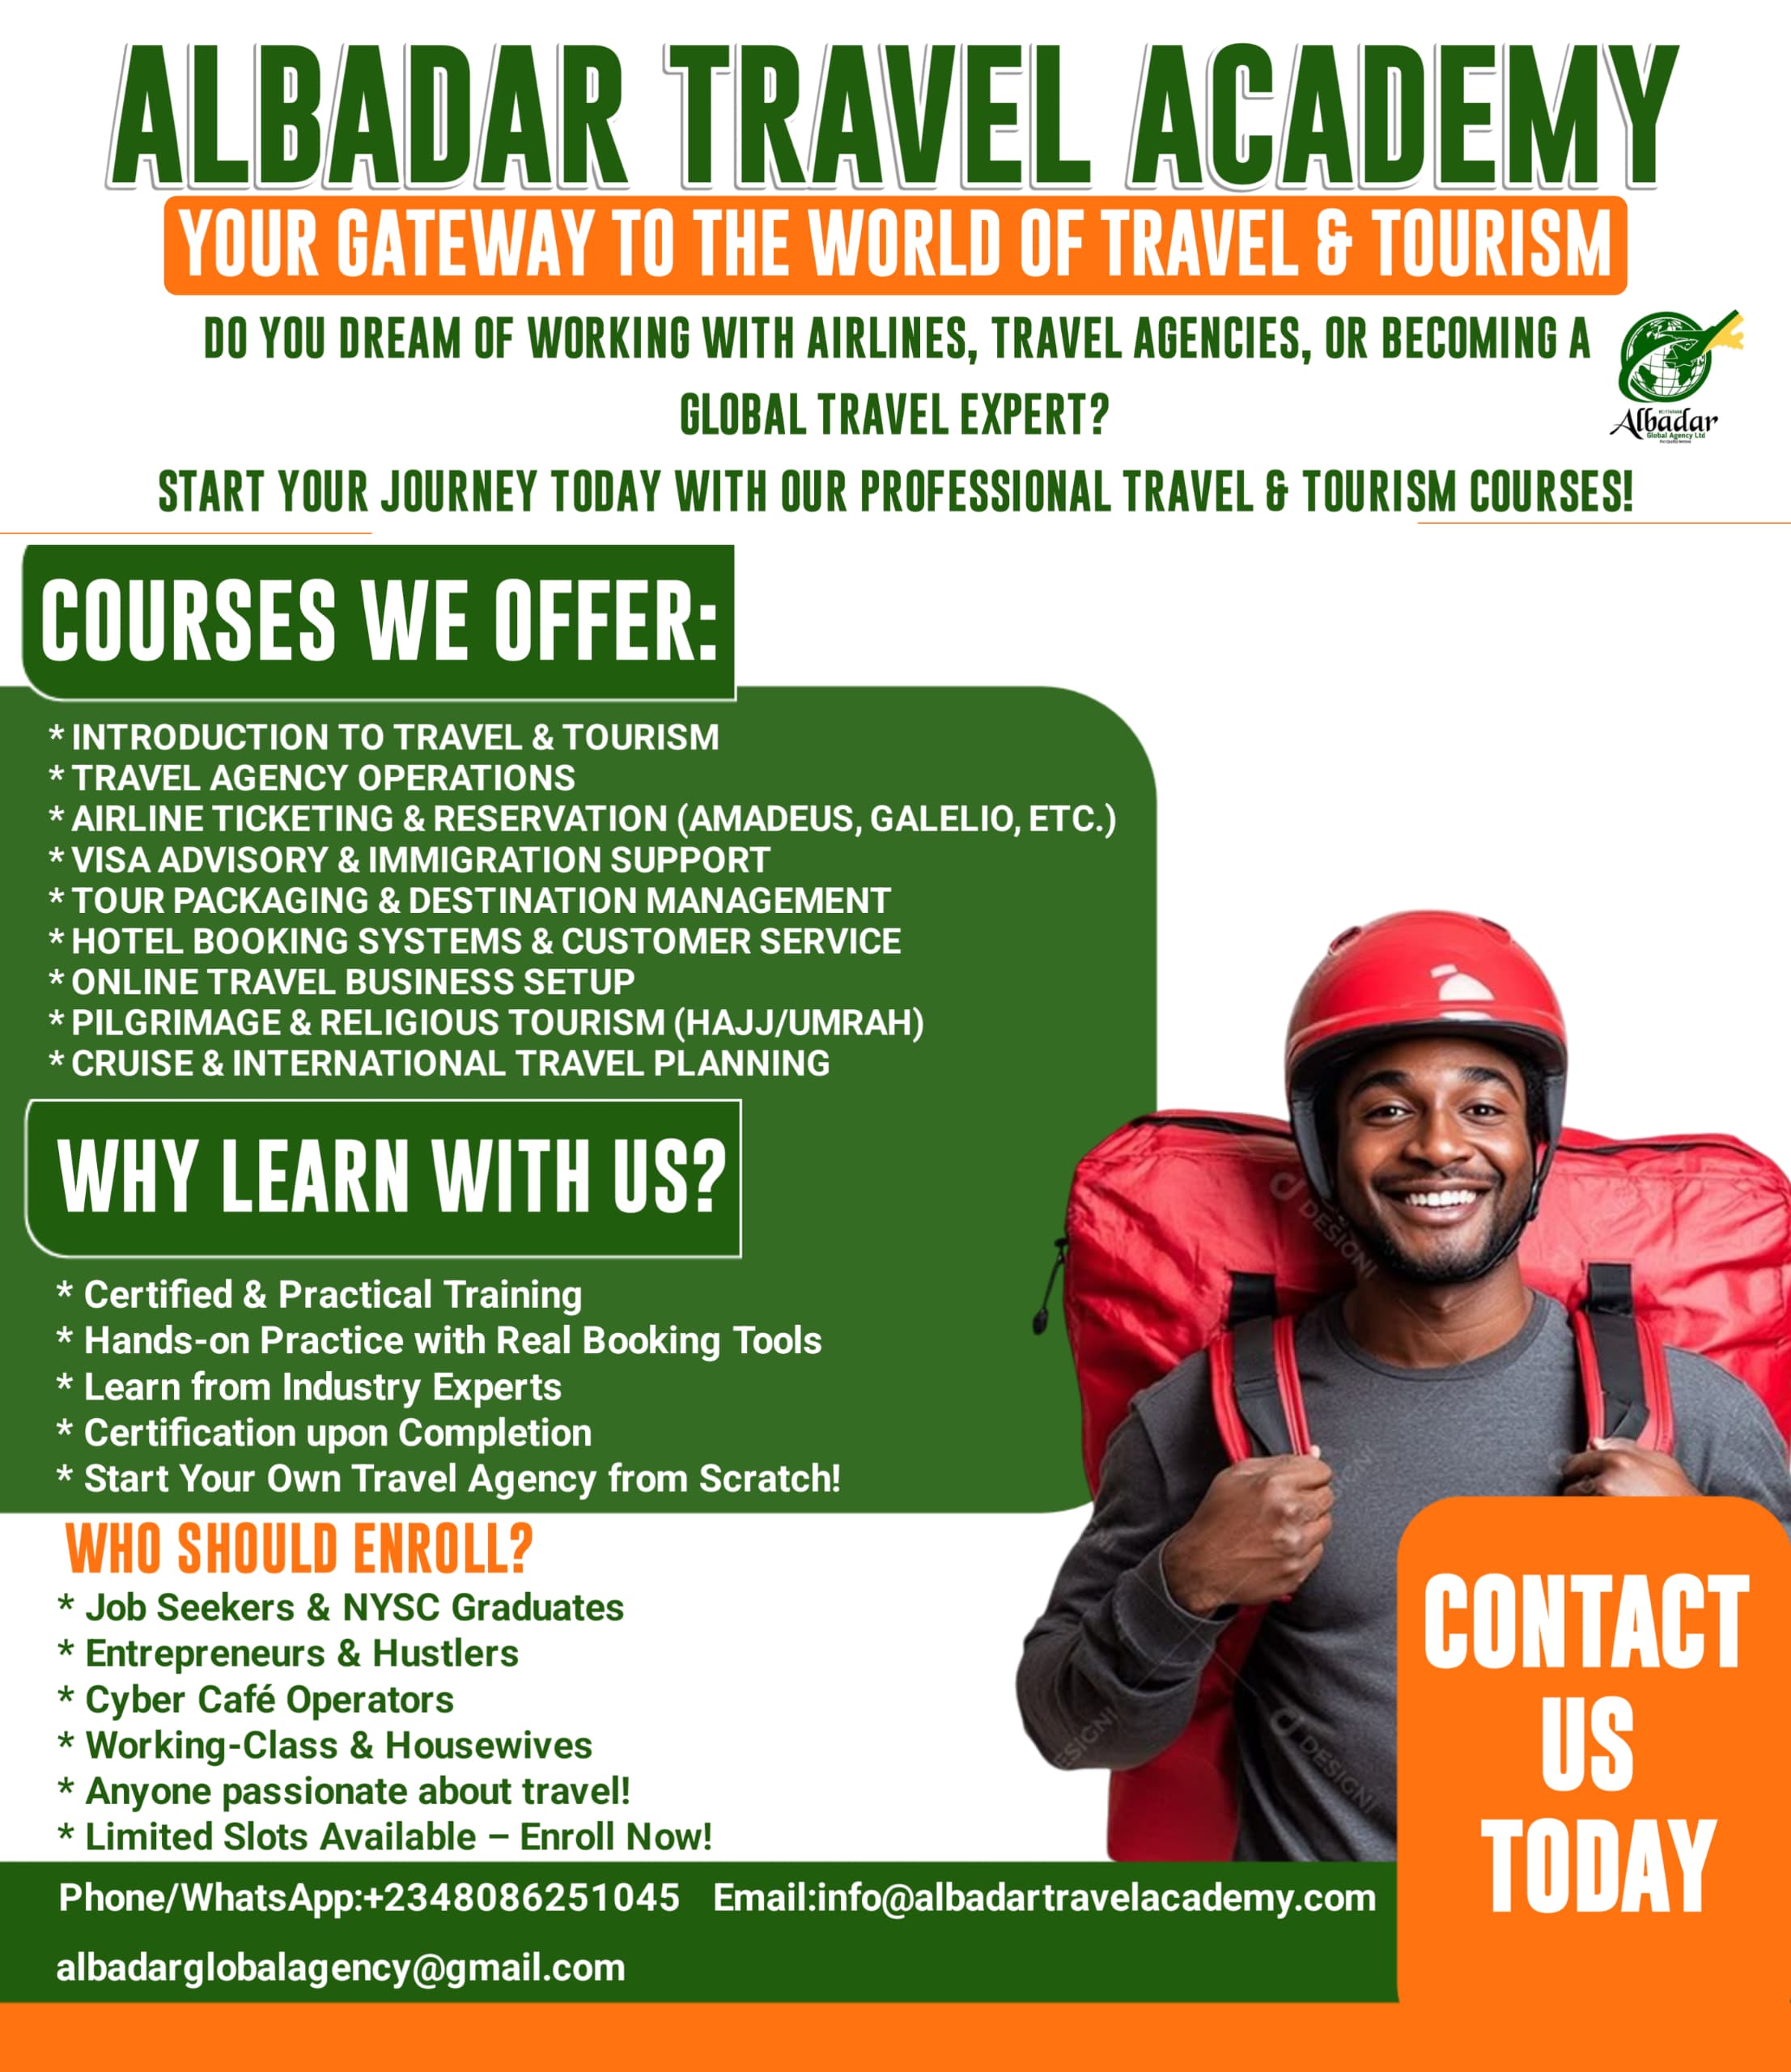 ALBADAR TRAVEL ACADEMY
YOUR GATEWAY TO THE WORLD OF TRAVEL & TOURISM
DO YOU DREAM OF WORKING WITH AIRLINES, TRAVEL AGENCIES, OR BECOMING A
GLOBAL TRAVEL EXPERT?
START YOUR JOURNEY TODAY WITH OUR PROFESSIONAL TRAVEL & TOURISM COURSES!
Albadar
Global Agency Ltd
COURSES WE OFFER:
* INTRODUCTION TO TRAVEL & TOURISM
* TRAVEL AGENCY OPERATIONS
* AIRLINE TICKETING & RESERVATION (AMADEUS, GALELIO, ETC.)
* VISA ADVISORY & IMMIGRATION SUPPORT
* TOUR PACKAGING & DESTINATION MANAGEMENT
* HOTEL BOOKING SYSTEMS & CUSTOMER SERVICE
* ONLINE TRAVEL BUSINESS SETUP
* PILGRIMAGE & RELIGIOUS TOURISM (HAJJ/UMRAH)
* CRUISE & INTERNATIONAL TRAVEL PLANNING
WHY LEARN WITH US?
* Certified & Practical Training
* Hands-on Practice with Real Booking Tools
* Learn from Industry Experts
* Certification upon Completion
* Start Your Own Travel Agency from Scratch!
WHO SHOULD ENROLL?
* Job Seekers & NYSC Graduates
* Entrepreneurs & Hustlers
* Cyber Café Operators
* Working-Class & Housewives
* Anyone passionate about travel!
* Limited Slots Available – Enroll Now!
Phone/WhatsApp:+2348086251045 Email:info@albadartravelacademy.com
albadarglobalagency@gmail.com
CONTACT
US
TODAY
DESIGNI
DESIGNI